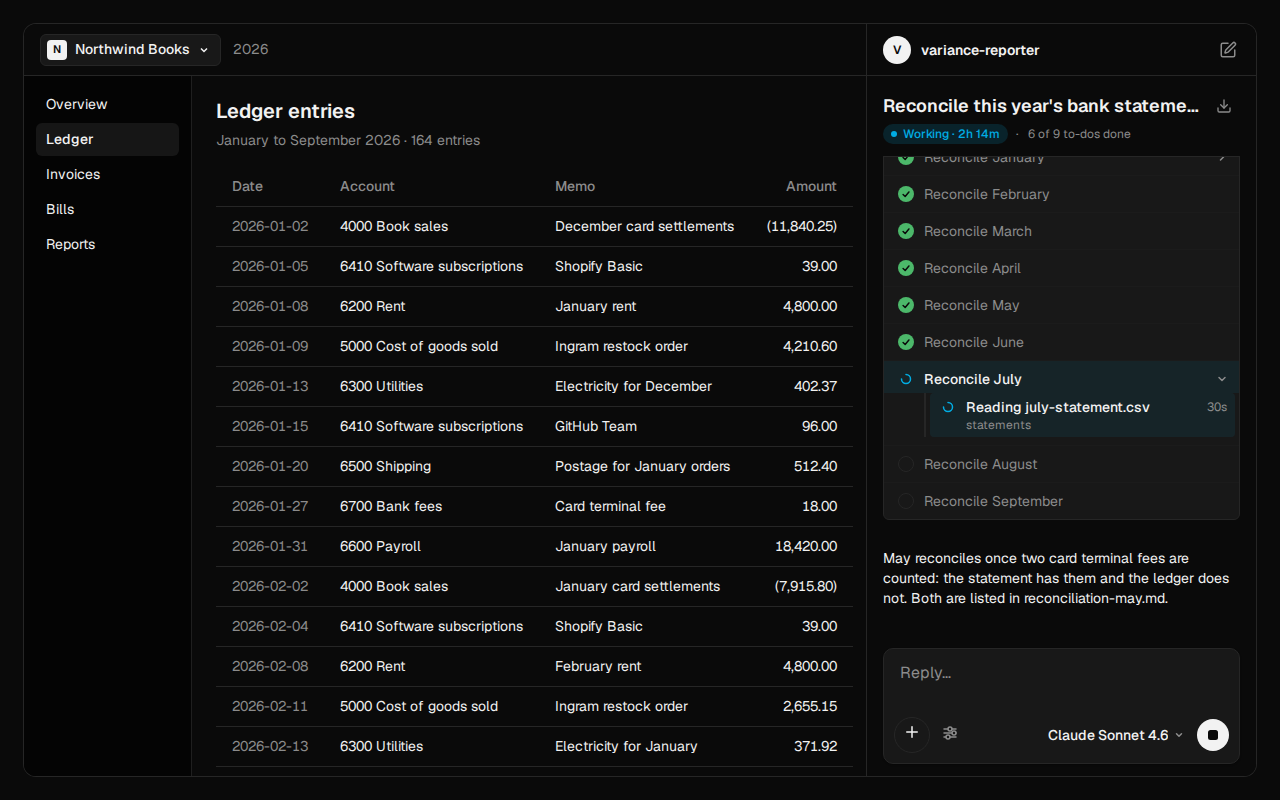 N Northwind Books 2026
Overview
Ledger
Invoices
Bills
Reports
Ledger entries
January to September 2026 · 164 entries
Date Account Memo Amount
2026-01-02 4000 Book sales December card settlements (11,840.25)
2026-01-05 6410 Software subscriptions Shopify Basic 39.00
2026-01-08 6200 Rent January rent 4,800.00
2026-01-09 5000 Cost of goods sold Ingram restock order 4,210.60
2026-01-13 6300 Utilities Electricity for December 402.37
2026-01-15 6410 Software subscriptions GitHub Team 96.00
2026-01-20 6500 Shipping Postage for January orders 512.40
2026-01-27 6700 Bank fees Card terminal fee 18.00
2026-01-31 6600 Payroll January payroll 18,420.00
2026-02-02 4000 Book sales January card settlements (7,915.80)
2026-02-04 6410 Software subscriptions Shopify Basic 39.00
2026-02-08 6200 Rent February rent 4,800.00
2026-02-11 5000 Cost of goods sold Ingram restock order 2,655.15
2026-02-13 6300 Utilities Electricity for January 371.92
V variance-reporter
Reconcile this year's bank stateme...
Working · 2h 14m · 6 of 9 to-dos done
Reconcile January
Reconcile February
Reconcile March
Reconcile April
Reconcile May
Reconcile June
Reconcile July
Reading july-statement.csv 30s
statements
Reconcile August
Reconcile September
May reconciles once two card terminal fees are
counted: the statement has them and the ledger does
not. Both are listed in reconciliation-may.md.
Reply...
Claude Sonnet 4.6